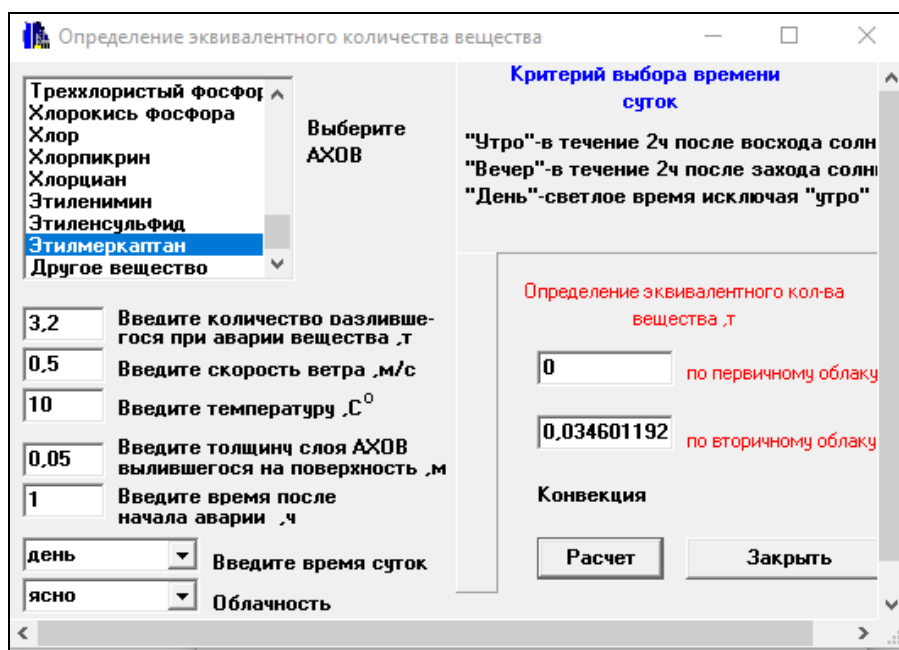 Определение эквивалентного количества вещества
Треххлористый фосфор
Хлорокись фосфора
Хлор
Хлорпикрин
Хлорциан
Этиленимин
Этиленсульфид
Этилмеркаптан
Другое вещество
Выберите
АХОВ
Критерий выбора времени
суток
"Утро"-в течение 2ч после восхода солн
"Вечер"-в течение 2ч после захода солн
"День"-светлое время исключая "утро"
3,2
Введите количество разливше-
гося при аварии вещества ,т
0,5
Введите скорость ветра ,м/с
10
Введите температуру ,С⁰
0,05
Введите толщину слоя АХОВ
вылившегося на поверхность ,м
1
Введите время после
начала аварии ,ч
день
Введите время суток
ясно
Облачность
Определение эквивалентного кол-ва
вещества ,т
0
по первичному облаку
0,034601192
по вторичному облаку
Конвекция
Расчет
Закрыть